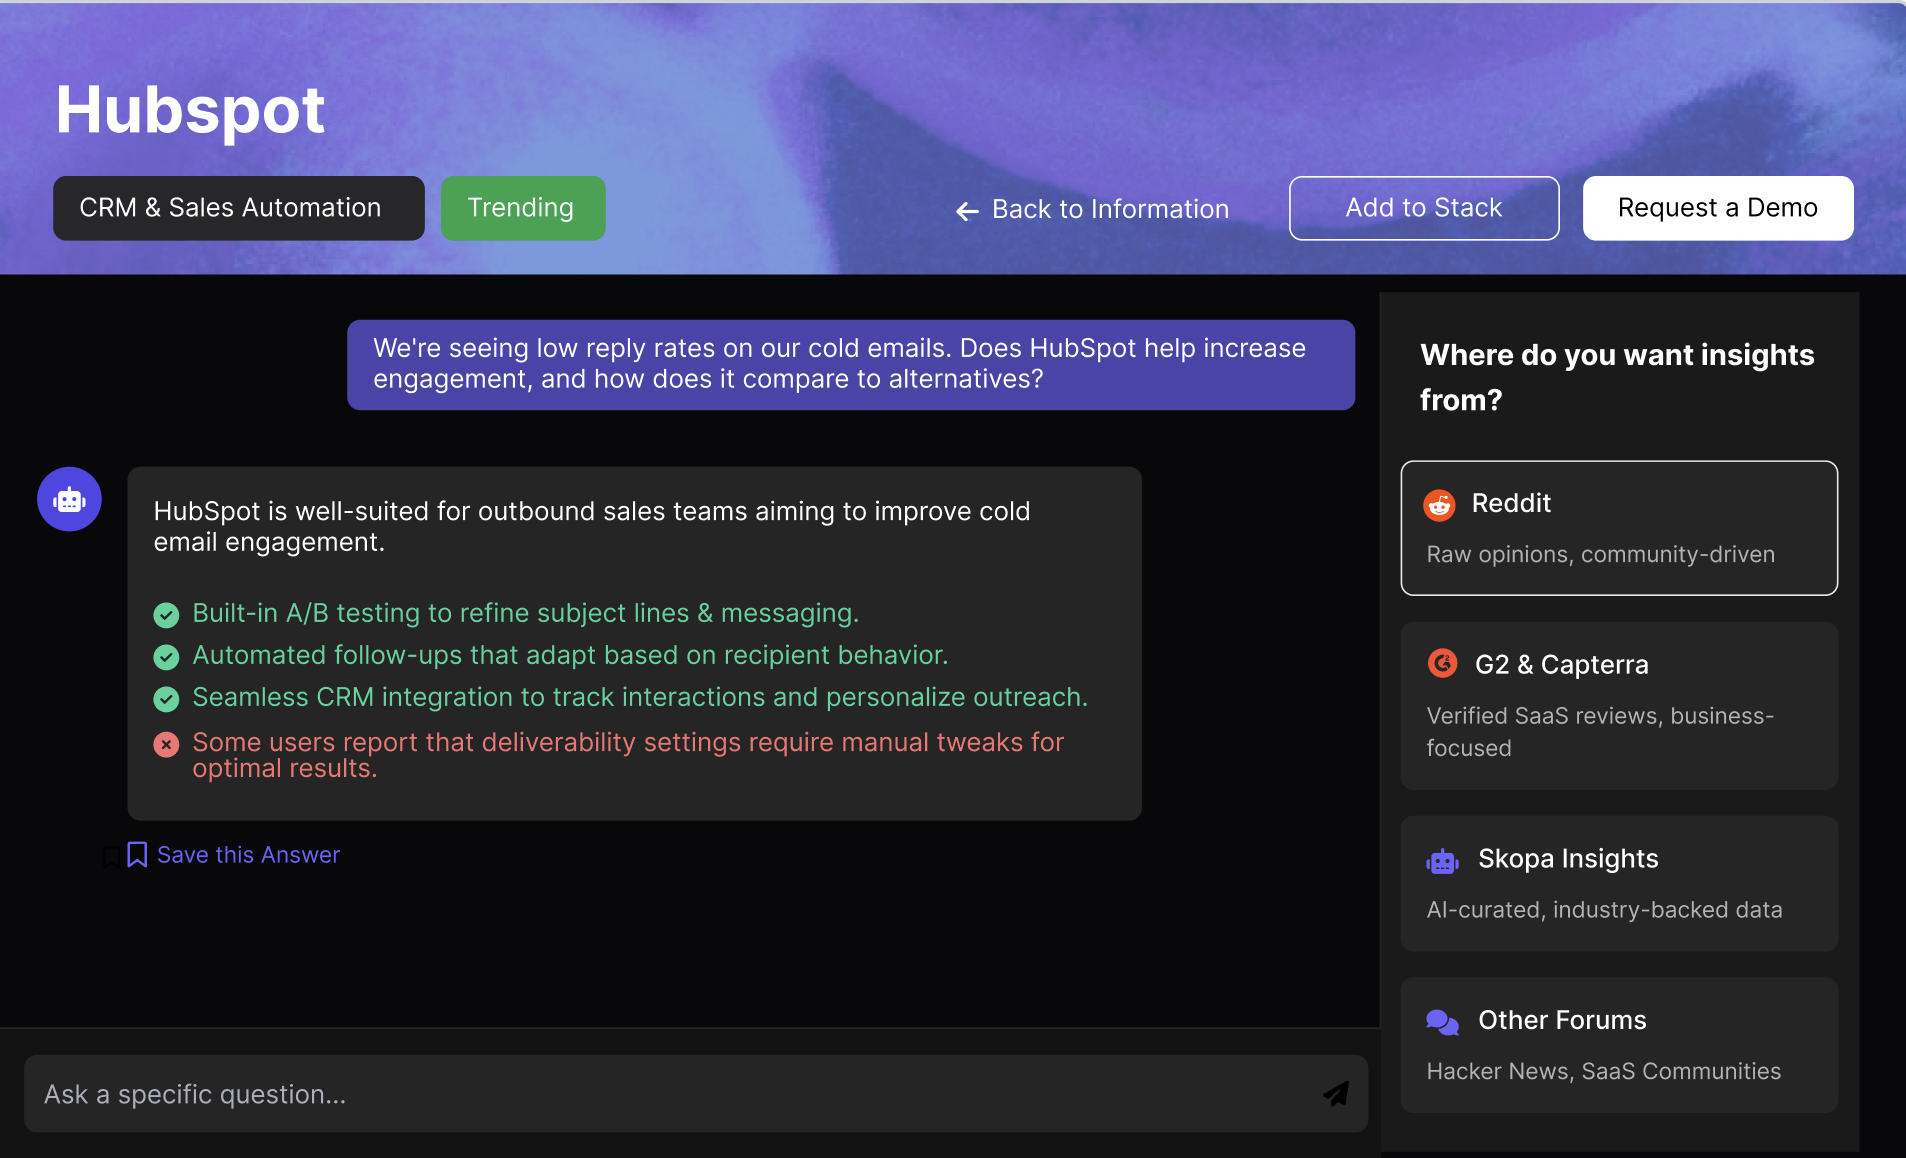 Hubspot
CRM & Sales Automation
Trending
Back to Information
Add to Stack
Request a Demo
We're seeing low reply rates on our cold emails. Does HubSpot help increase
engagement, and how does it compare to alternatives?
HubSpot is well-suited for outbound sales teams aiming to improve cold
email engagement.
Built-in A/B testing to refine subject lines & messaging.
Automated follow-ups that adapt based on recipient behavior.
Seamless CRM integration to track interactions and personalize outreach.
Some users report that deliverability settings require manual tweaks for
optimal results.
Save this Answer
Ask a specific question...
Where do you want insights
from?
Reddit
Raw opinions, community-driven
G2 & Capterra
Verified SaaS reviews, business-
focused
Skopa Insights
AI-curated, industry-backed data
Other Forums
Hacker News, SaaS Communities